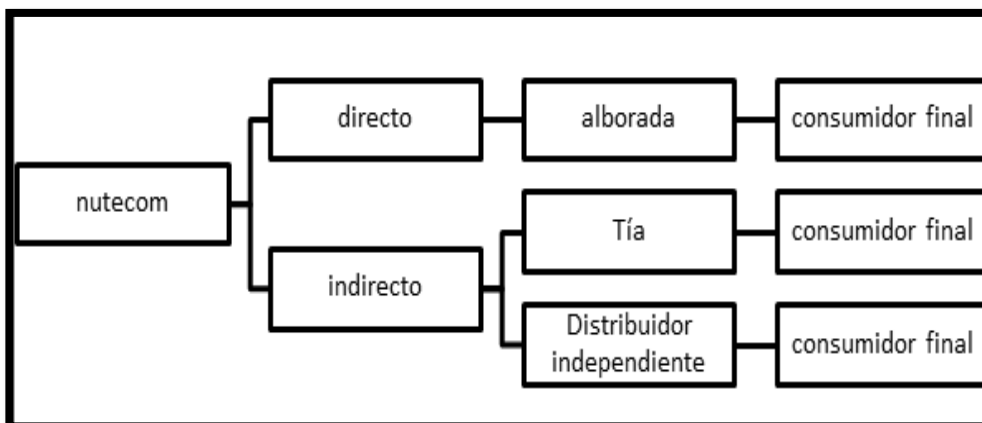 directo
alborada
consumidor final
nutecom
Tía
consumidor final
indirecto
Distribuidor
independiente
consumidor final